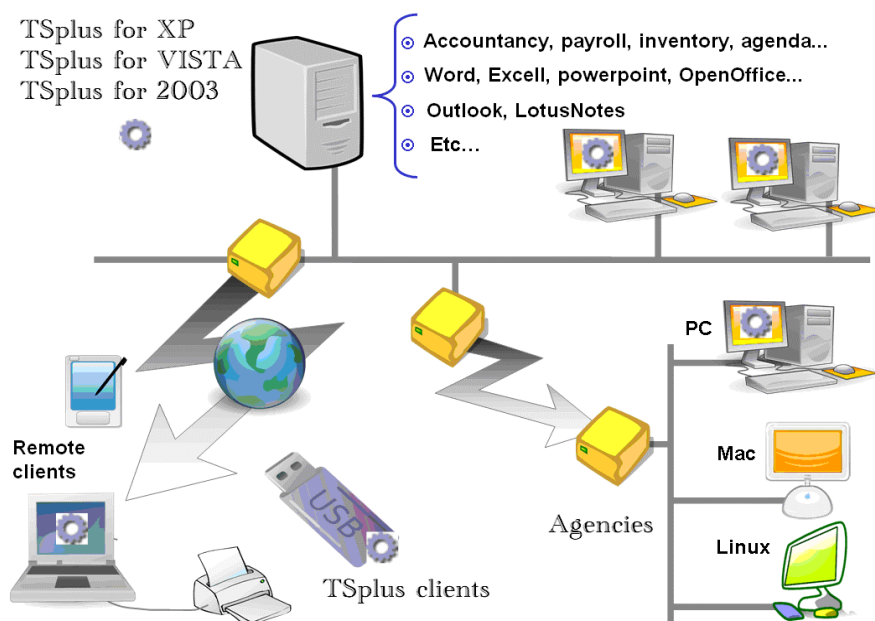 TSplus for XP
TSplus for VISTA
TSplus for 2003
Accountancy, payroll, inventory, agenda...
Word, Excell, powerpoint, OpenOffice...
Outlook, LotusNotes
Etc...
PC
Remote
clients
Mac
USB
Agencies
Linux
TSplus clients